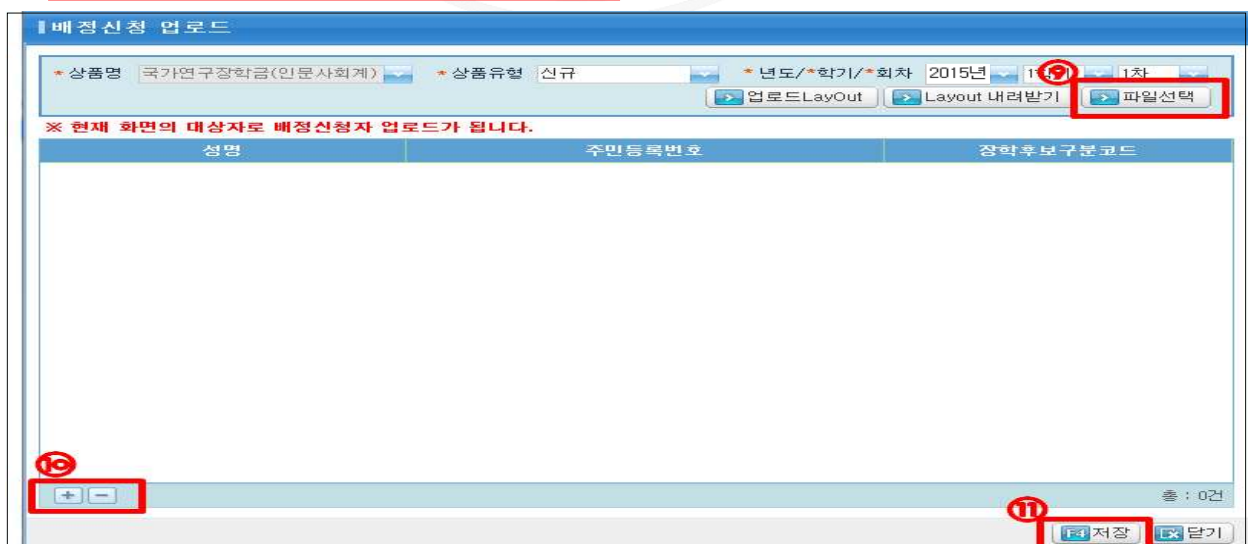 배정신청 업로드
*상품명 국가연구장학금(인문사회계) *상품유형 신규 *년도/*학기/*회차 2015년 1차
⑨
업로드LayOut Layout 내려받기 파일선택
※ 현재 화면의 대상자로 배정신청자 업로드가 됩니다.
성명 주민등록번호 장학후보구분코드
⑩
+ - 총 : 0건
⑪
F4 저장 EX 닫기